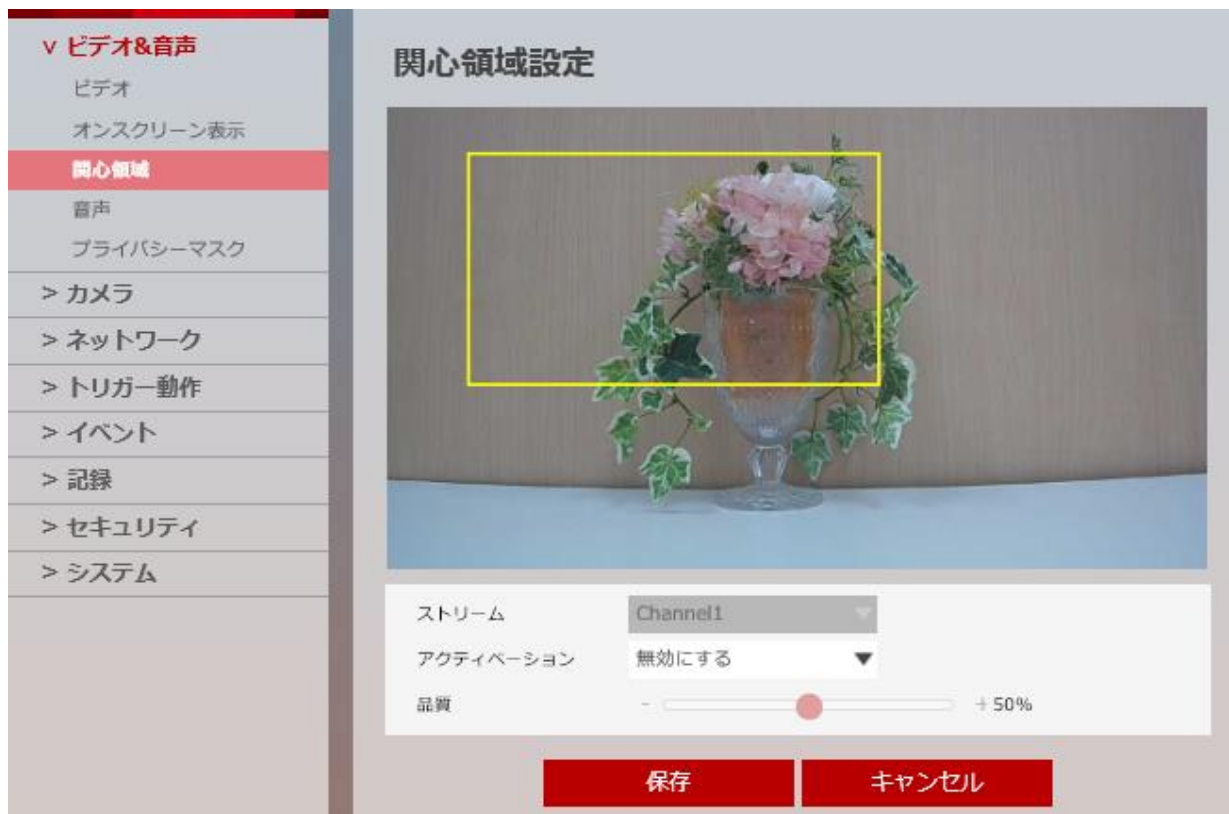 v ビデオ&音声
ビデオ
オンスクリーン表示
関心領域
音声
プライバシーマスク
> カメラ
> ネットワーク
> トリガー動作
> イベント
> 記録
> セキュリティ
> システム
関心領域設定
ストリーム Channel1
アクティベーション 無効にする
品質 - + 50%
保存 キャンセル